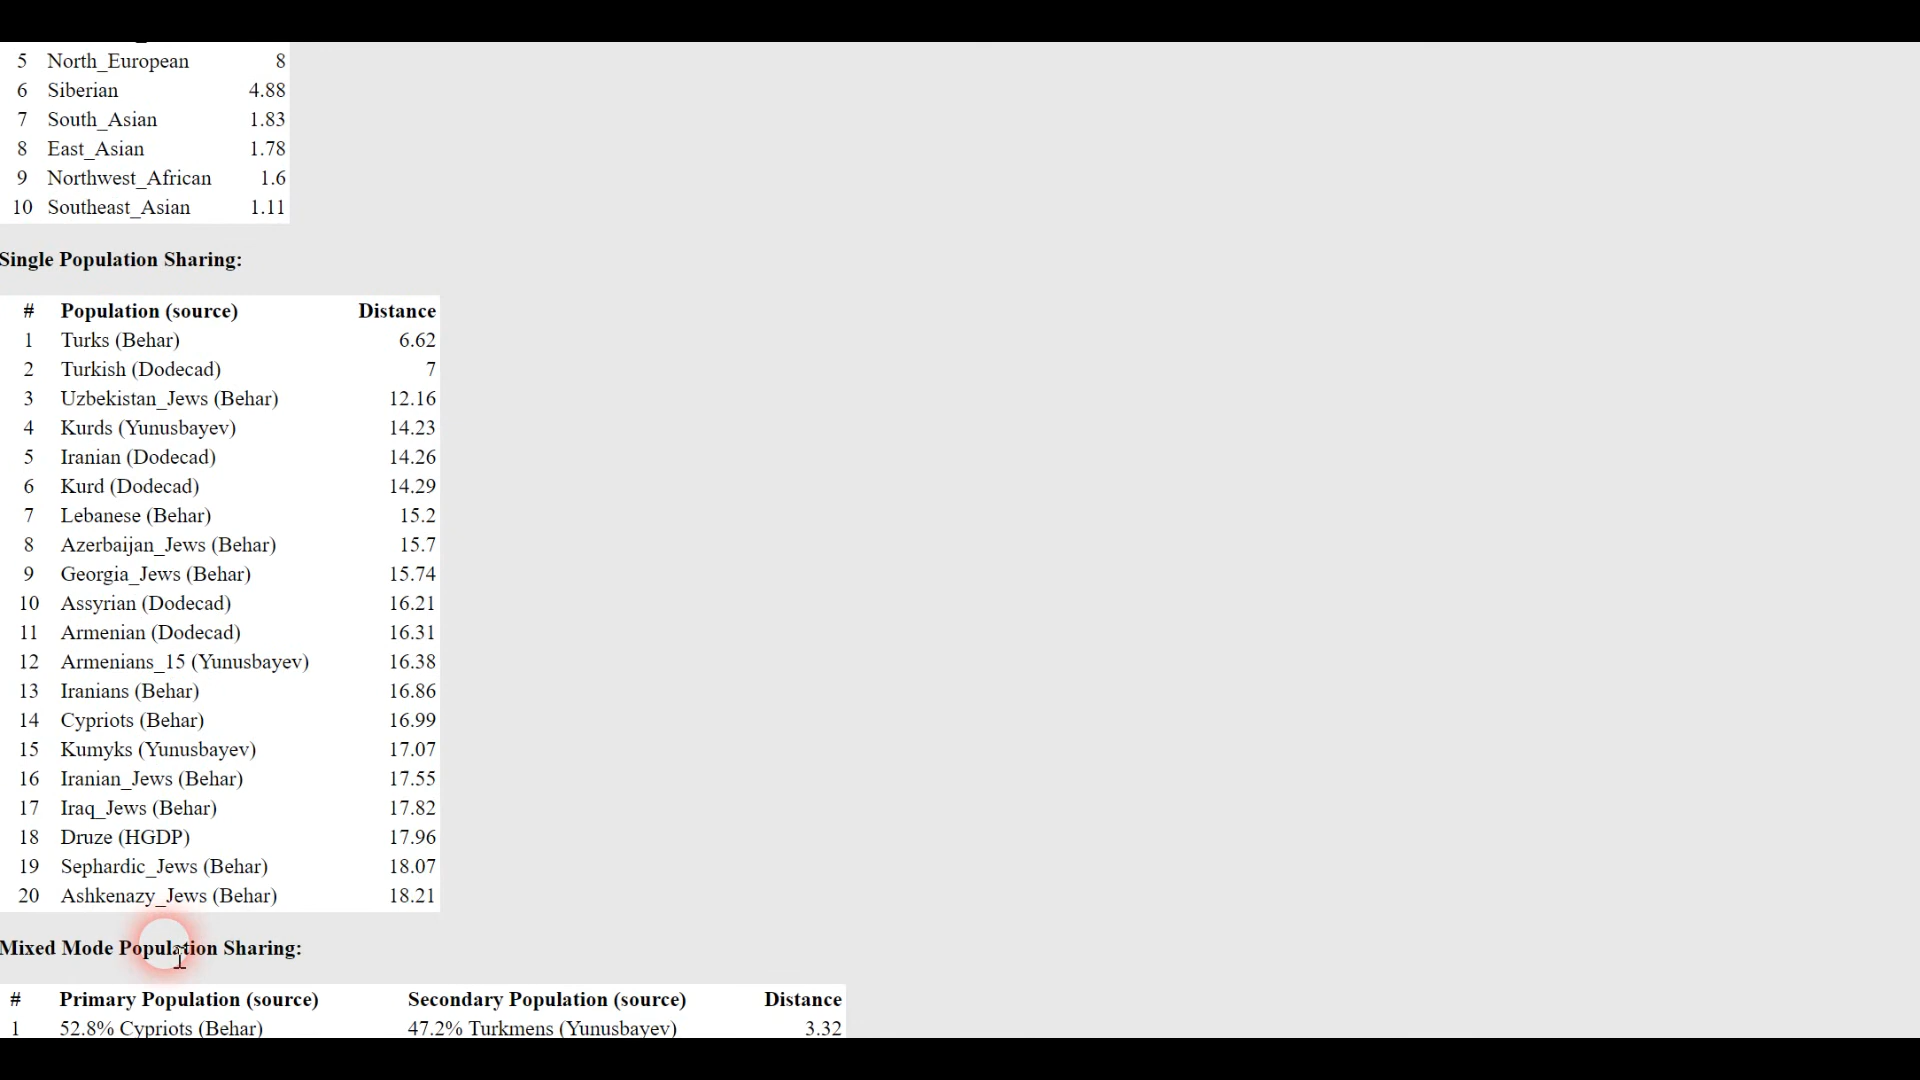 5 North_European 8
6 Siberian 4.88
7 South_Asian 1.83
8 East_Asian 1.78
9 Northwest_African 1.6
10 Southeast_Asian 1.11
Single Population Sharing:
# Population (source) Distance
1 Turks (Behar) 6.62
2 Turkish (Dodecad) 7
3 Uzbekistan_Jews (Behar) 12.16
4 Kurds (Yunusbayev) 14.23
5 Iranian (Dodecad) 14.26
6 Kurd (Dodecad) 14.29
7 Lebanese (Behar) 15.2
8 Azerbaijan_Jews (Behar) 15.7
9 Georgia_Jews (Behar) 15.74
10 Assyrian (Dodecad) 16.21
11 Armenian (Dodecad) 16.31
12 Armenians_15 (Yunusbayev) 16.38
13 Iranians (Behar) 16.86
14 Cypriots (Behar) 16.99
15 Kumyks (Yunusbayev) 17.07
16 Iranian_Jews (Behar) 17.55
17 Iraq_Jews (Behar) 17.82
18 Druze (HGDP) 17.96
19 Sephardic_Jews (Behar) 18.07
20 Ashkenazy_Jews (Behar) 18.21
Mixed Mode Population Sharing:
# Primary Population (source) Secondary Population (source) Distance
1 52.8% Cypriots (Behar) 47.2% Turkmens (Yunusbayev) 3.32